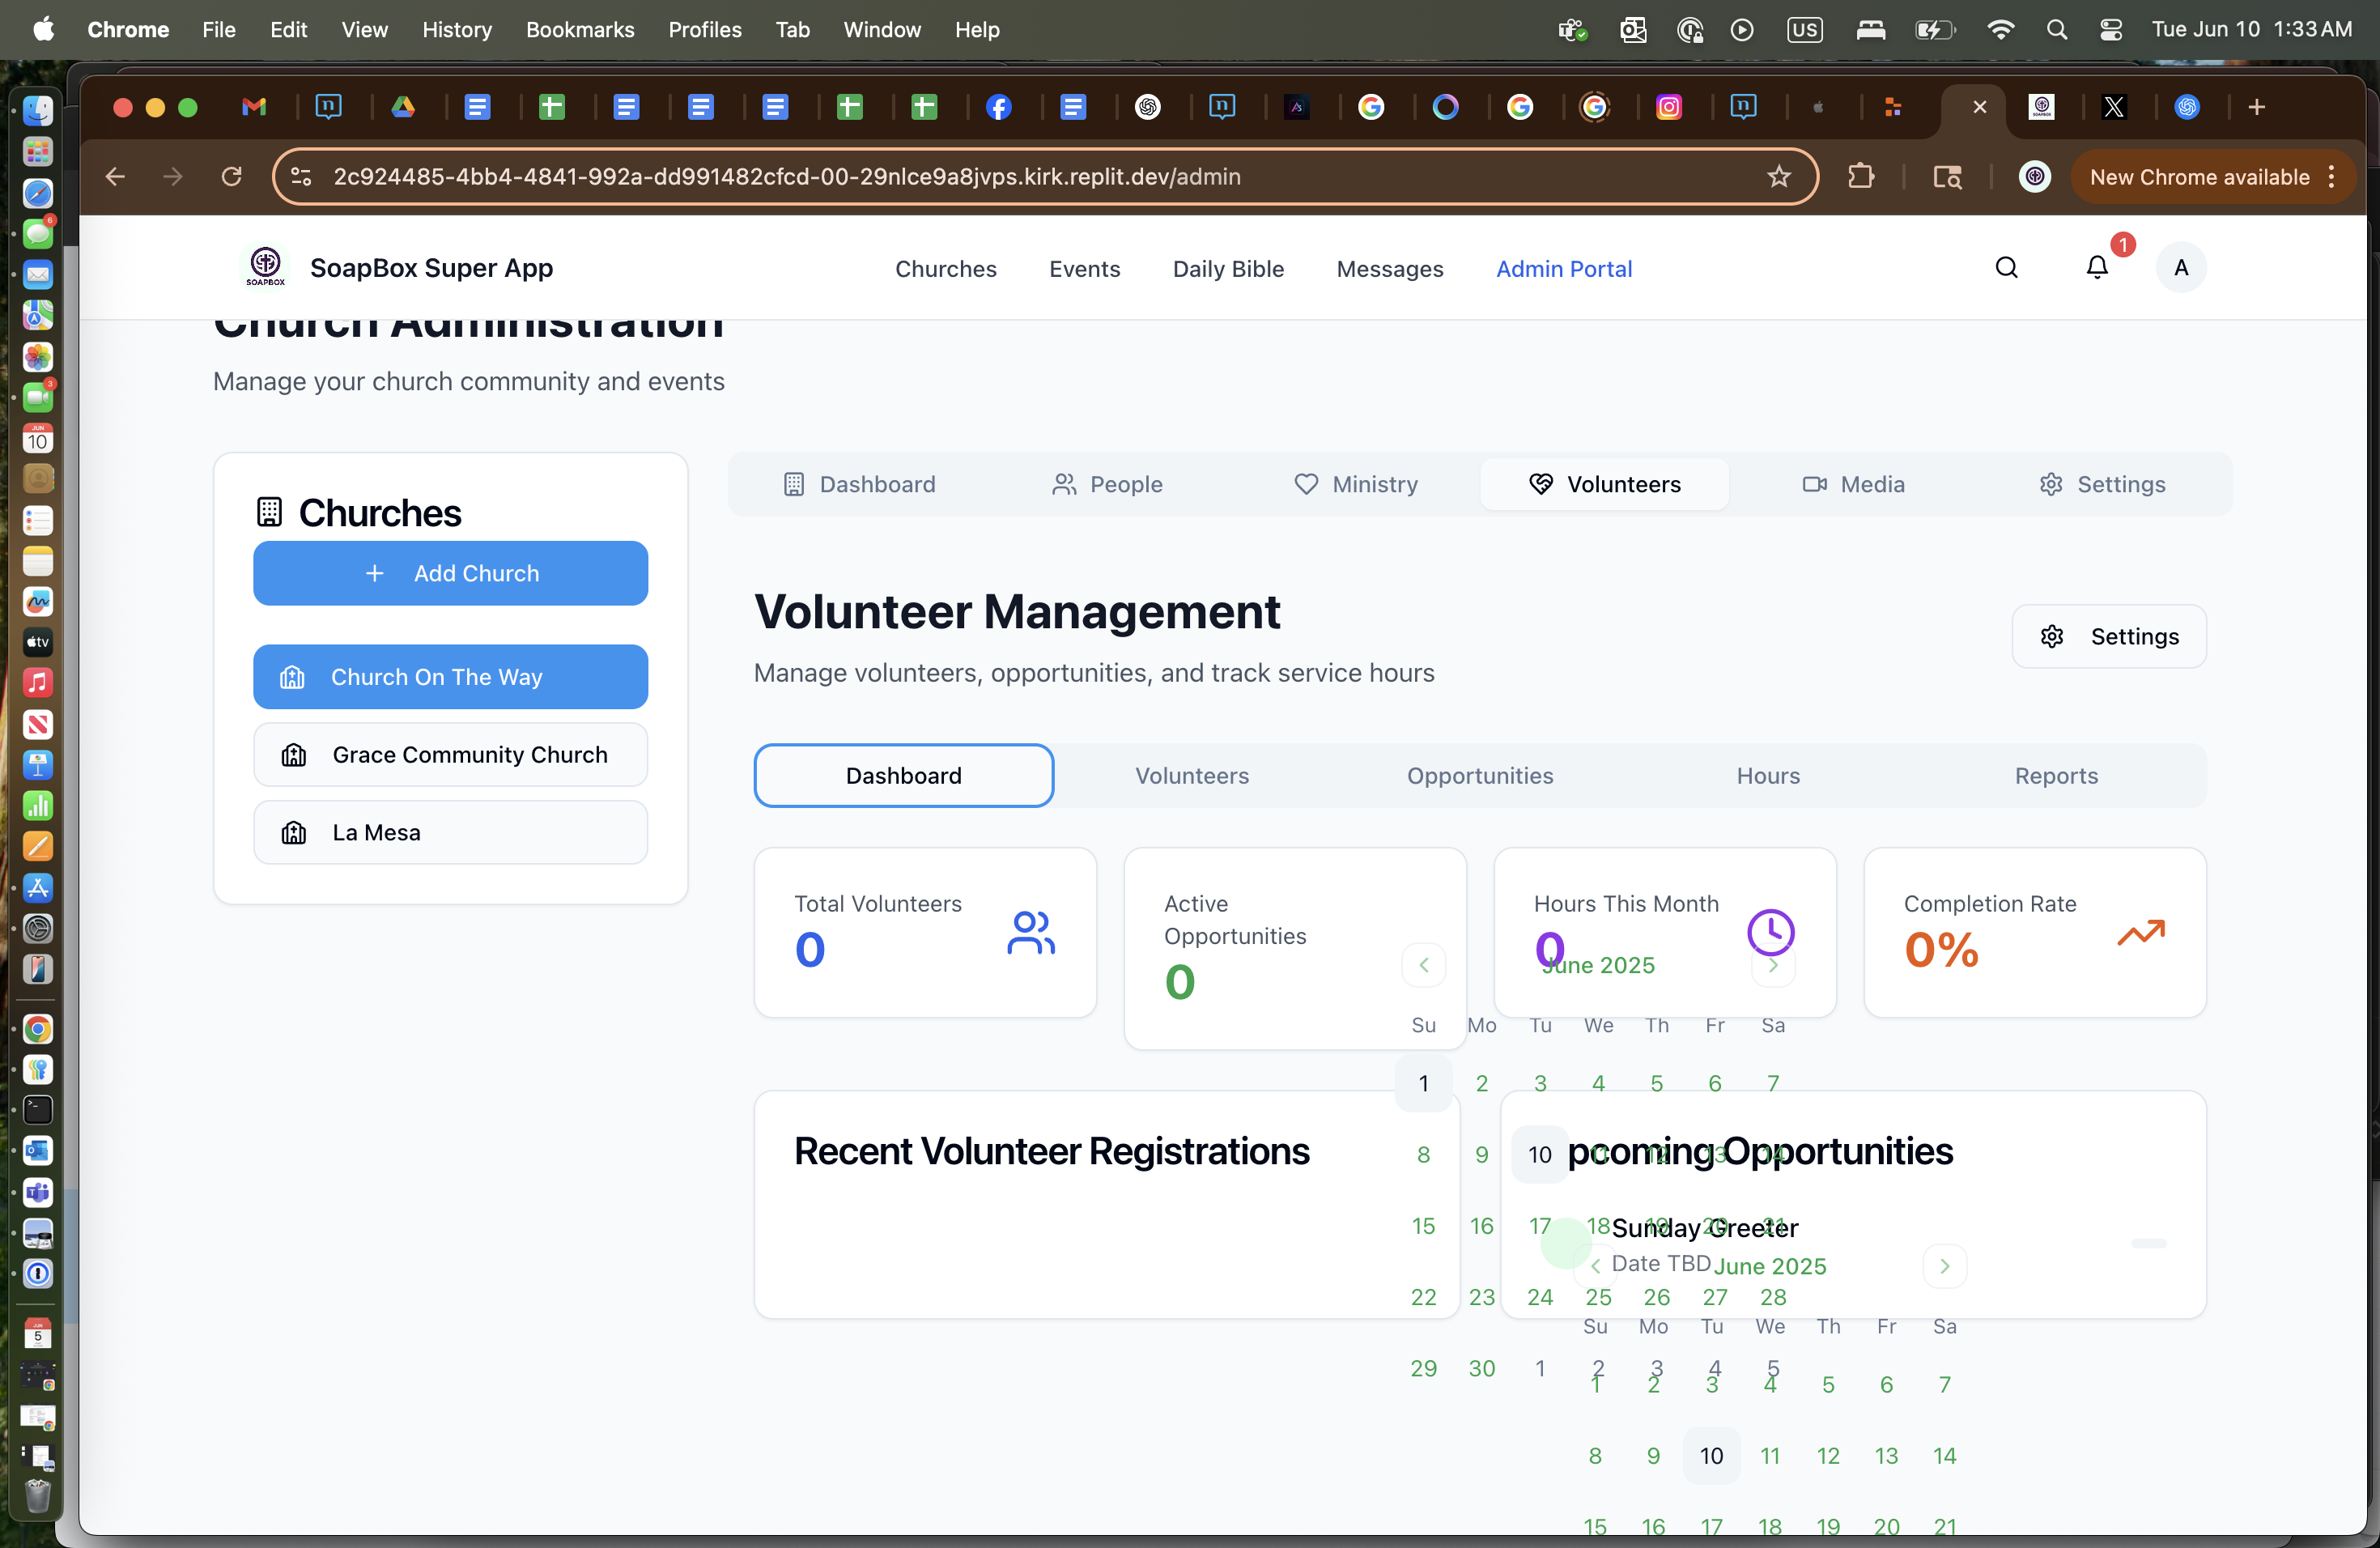 Chrome File Edit View History Bookmarks Profiles Tab Window Help
US
Tue Jun 10 1:33 AM
2c924485-4bb4-4841-992a-dd991482cfcd-00-29nlce9a8jvps.kirk.replit.dev/admin
New Chrome available
SOAPBOX
SoapBox Super App
Churches Events Daily Bible Messages Admin Portal
1
A
Church Administration
Manage your church community and events
Churches
Add Church
Church On The Way
Grace Community Church
La Mesa
Dashboard People Ministry Volunteers Media Settings
Volunteer Management
Manage volunteers, opportunities, and track service hours
Settings
Dashboard Volunteers Opportunities Hours Reports
Total Volunteers
0
Active
Opportunities
0
Hours This Month
0
Completion Rate
0%
June 2025
Su Mo Tu We Th Fr Sa
1 2 3 4 5 6 7
8 9 10 11 12 13 14
15 16 17 18 19 20 21
22 23 24 25 26 27 28
29 30 1 2 3 4 5
Recent Volunteer Registrations
pcoming Opportunities
Sunday Greeter
Date TBD
June 2025
Su Mo Tu We Th Fr Sa
1 2 3 4 5 6 7
8 9 10 11 12 13 14
15 16 17 18 19 20 21
6
3
JUN
10
tv
JUN
5